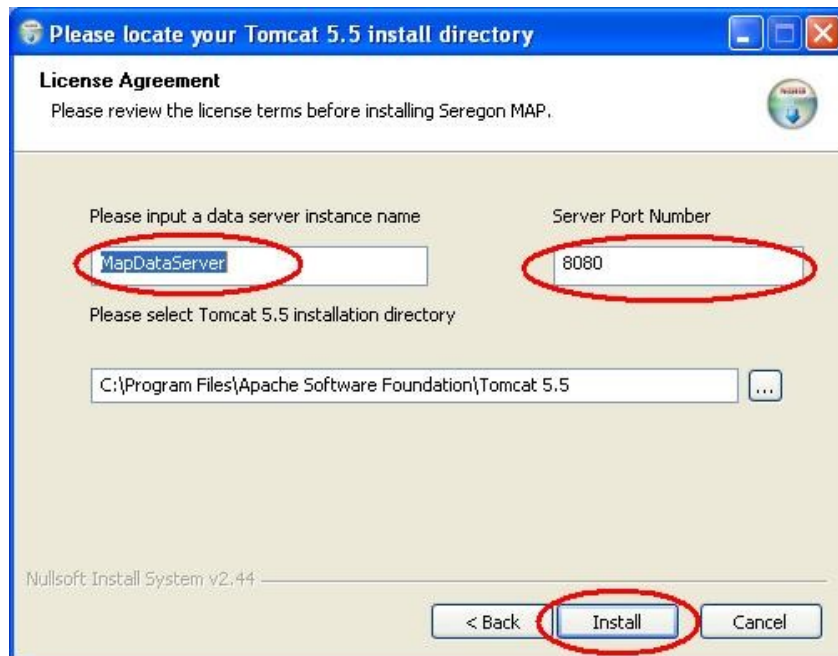 Please locate your Tomcat 5.5 install directory
License Agreement
Please review the license terms before installing Seregon MAP.
Please input a data server instance name
Server Port Number
MapDataServer
8080
Please select Tomcat 5.5 installation directory
C:\Program Files\Apache Software Foundation\Tomcat 5.5
...
Nullsoft Install System v2.44
< Back
Install
Cancel